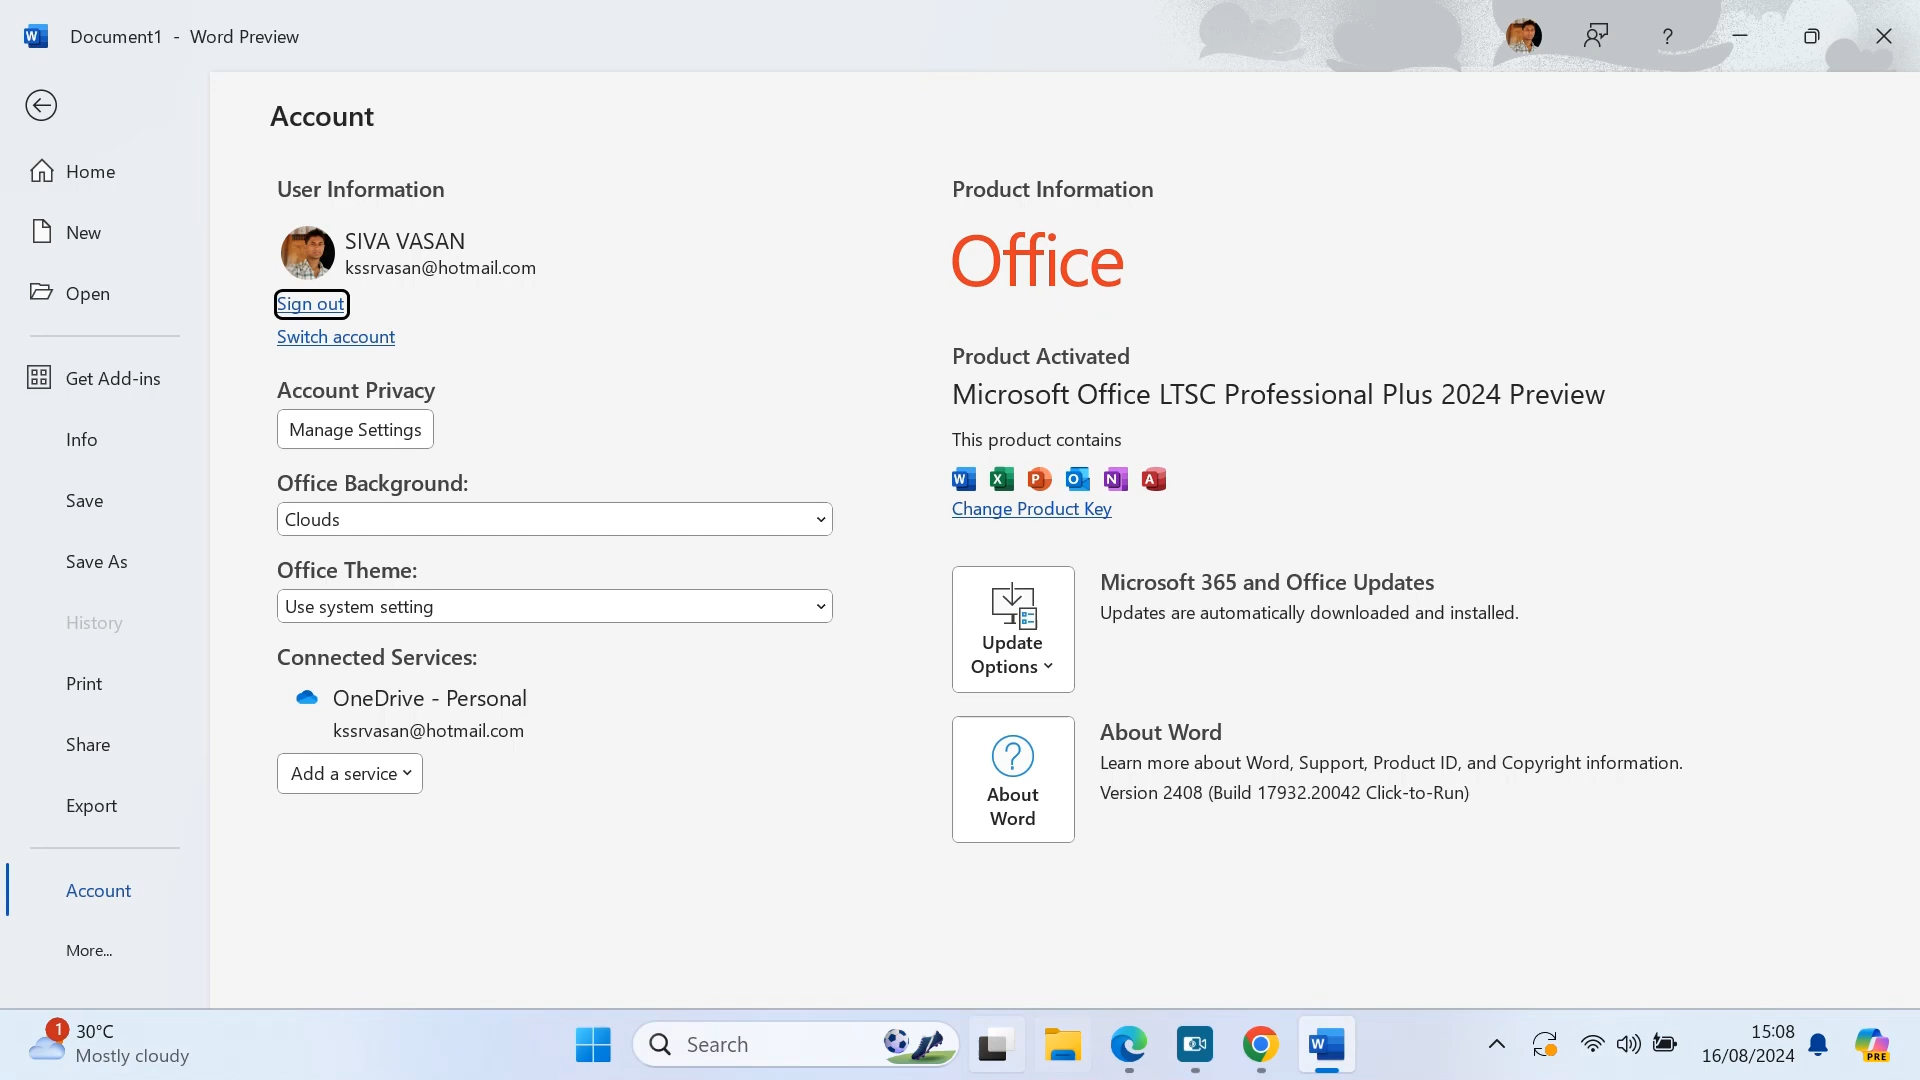 Document1 - Word Preview
?
Account
Home
New
Open
Get Add-ins
Info
Save
Save As
History
Print
Share
Export
Account
More...
User Information
SIVA VASAN
kssrvasan@hotmail.com
Sign out
Switch account
Account Privacy
Manage Settings
Office Background:
Clouds
Office Theme:
Use system setting
Connected Services:
OneDrive - Personal
kssrvasan@hotmail.com
Add a service
Product Information
Office
Product Activated
Microsoft Office LTSC Professional Plus 2024 Preview
This product contains
W X P O N A
Change Product Key
Update
Options
Microsoft 365 and Office Updates
Updates are automatically downloaded and installed.
?
About
Word
About Word
Learn more about Word, Support, Product ID, and Copyright information.
Version 2408 (Build 17932.20042 Click-to-Run)
1
30°C
Mostly cloudy
Search
W
15:08
16/08/2024
PRE